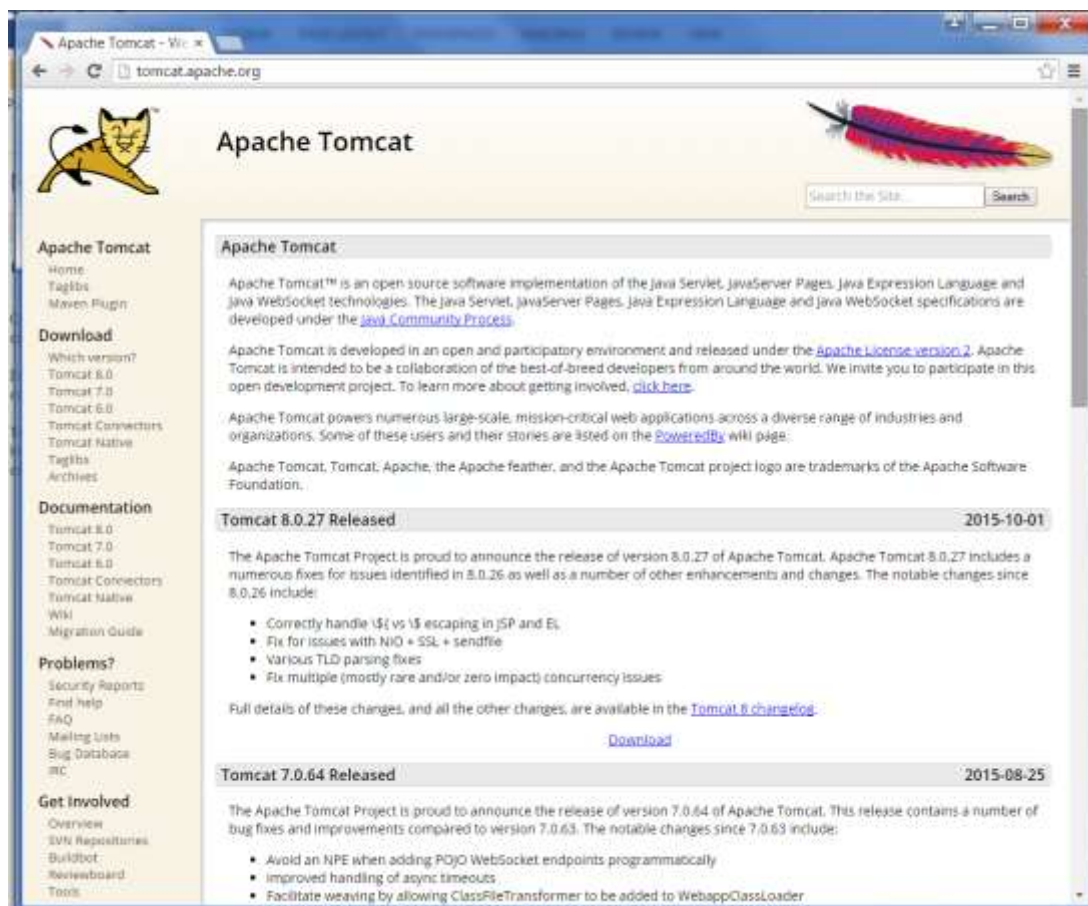 Apache Tomcat - We
tomcat.apache.org
Apache Tomcat
Search the Site...
Search
Apache Tomcat
Home
Taglibs
Maven Plugin
Download
Which version?
Tomcat 8.0
Tomcat 7.0
Tomcat 6.0
Tomcat Connectors
Tomcat Native
Taglibs
Archives
Documentation
Tomcat 8.0
Tomcat 7.0
Tomcat 6.0
Tomcat Connectors
Tomcat Native
Wiki
Migration Guide
Problems?
Security Reports
Find help
FAQ
Mailing Lists
Bug Database
IRC
Get Involved
Overview
SVN Repositories
Buildbot
Reviewboard
Tools
Apache Tomcat
Apache Tomcat™ is an open source software implementation of the Java Servlet, JavaServer Pages, Java Expression Language and
Java WebSocket technologies. The Java Servlet, JavaServer Pages, Java Expression Language and Java WebSocket specifications are
developed under the Java Community Process.
Apache Tomcat is developed in an open and participatory environment and released under the Apache License version 2. Apache
Tomcat is intended to be a collaboration of the best-of-breed developers from around the world. We invite you to participate in this
open development project. To learn more about getting involved, click here.
Apache Tomcat powers numerous large-scale, mission-critical web applications across a diverse range of industries and
organizations. Some of these users and their stories are listed on the PoweredBy wiki page.
Apache Tomcat, Tomcat, Apache, the Apache feather, and the Apache Tomcat project logo are trademarks of the Apache Software
Foundation.
Tomcat 8.0.27 Released 2015-10-01
The Apache Tomcat Project is proud to announce the release of version 8.0.27 of Apache Tomcat. Apache Tomcat 8.0.27 includes a
numerous fixes for issues identified in 8.0.26 as well as a number of other enhancements and changes. The notable changes since
8.0.26 include:
• Correctly handle \${ vs \$ escaping in JSP and EL
• Fix for issues with NIO + SSL + sendfile
• Various TLD parsing fixes
• Fix multiple (mostly rare and/or zero impact) concurrency issues
Full details of these changes, and all the other changes, are available in the Tomcat 8 changelog.
Download
Tomcat 7.0.64 Released 2015-08-25
The Apache Tomcat Project is proud to announce the release of version 7.0.64 of Apache Tomcat. This release contains a number of
bug fixes and improvements compared to version 7.0.63. The notable changes since 7.0.63 include:
• Avoid an NPE when adding POJO WebSocket endpoints programmatically
• Improved handling of async timeouts
• Facilitate weaving by allowing ClassFileTransformer to be added to WebappClassLoader